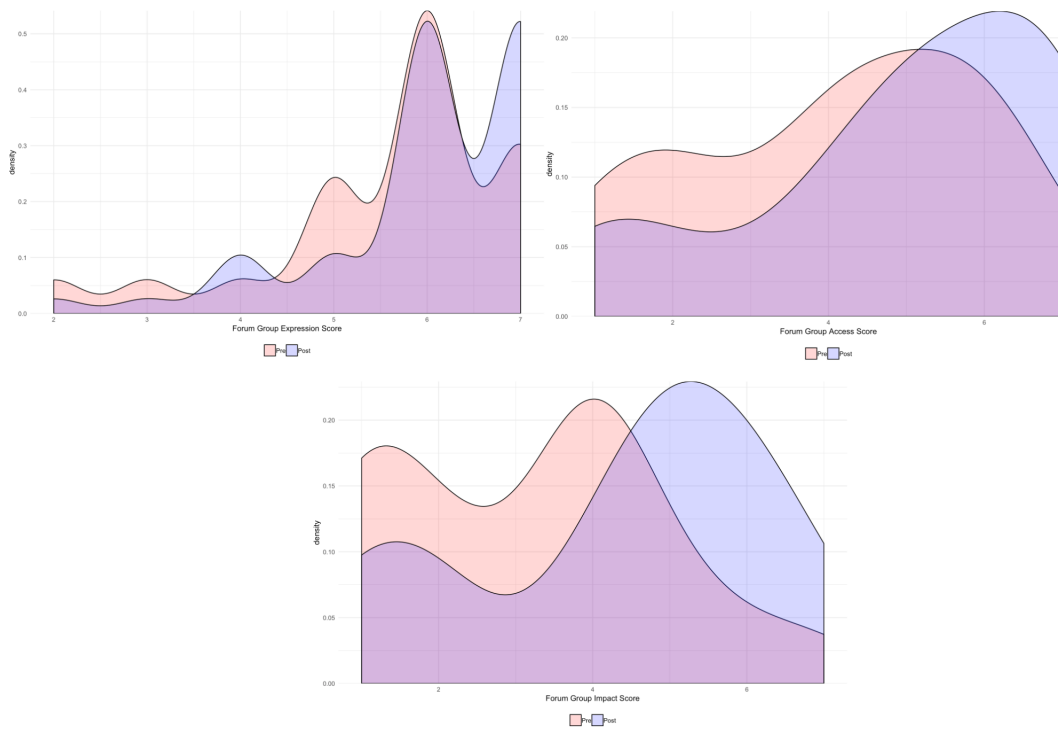 density
0.5
0.4
0.3
0.2
0.1
0.0
2 3 4 5 6 7
Forum Group Expression Score
Pre Post
density
0.20
0.15
0.10
0.05
0.00
2 4 6
Forum Group Access Score
Pre Post
density
0.20
0.15
0.10
0.05
0.00
2 4 6
Forum Group Impact Score
Pre Post